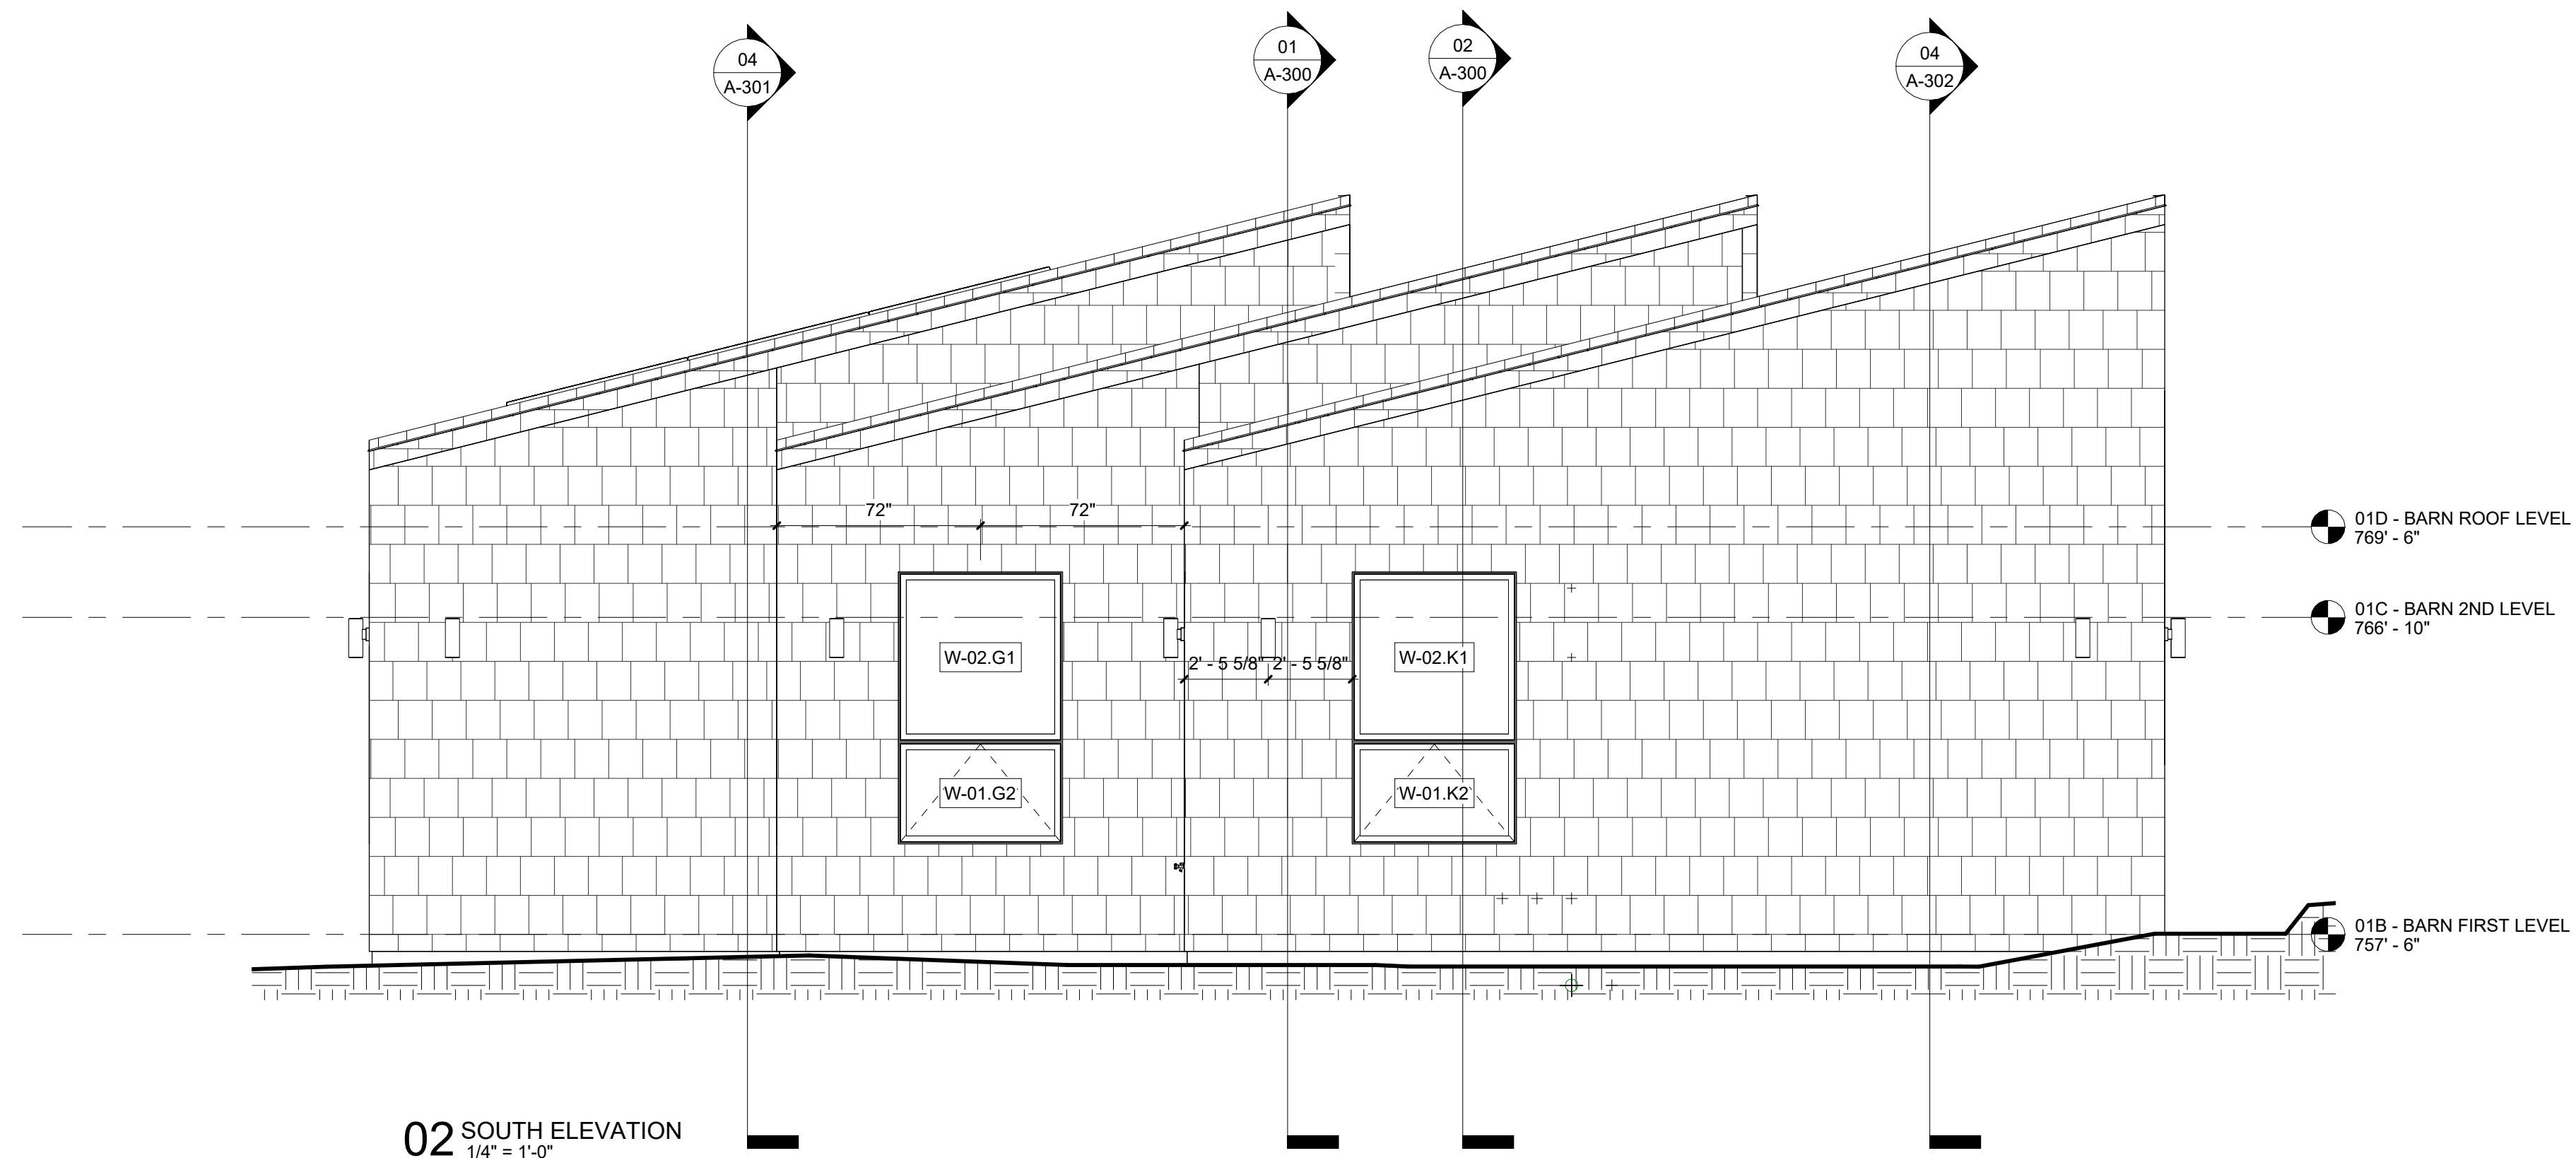 04
A-301
01
A-300
02
A-300
04
A-302
72"
72"
01D - BARN ROOF LEVEL
769' - 6"
01C - BARN 2ND LEVEL
766' - 10"
W-02.G1
2' - 5 5/8"
2' - 5 5/8"
W-02.K1
W-01.G2
W-01.K2
01B - BARN FIRST LEVEL
757' - 6"
02 SOUTH ELEVATION
1/4" = 1'-0"